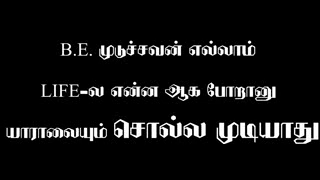 B.E. முடுச்சவன் எல்லாம்
LIFE-ல என்ன ஆக போறானு
யாராலையும் சொல்ல முடியாது